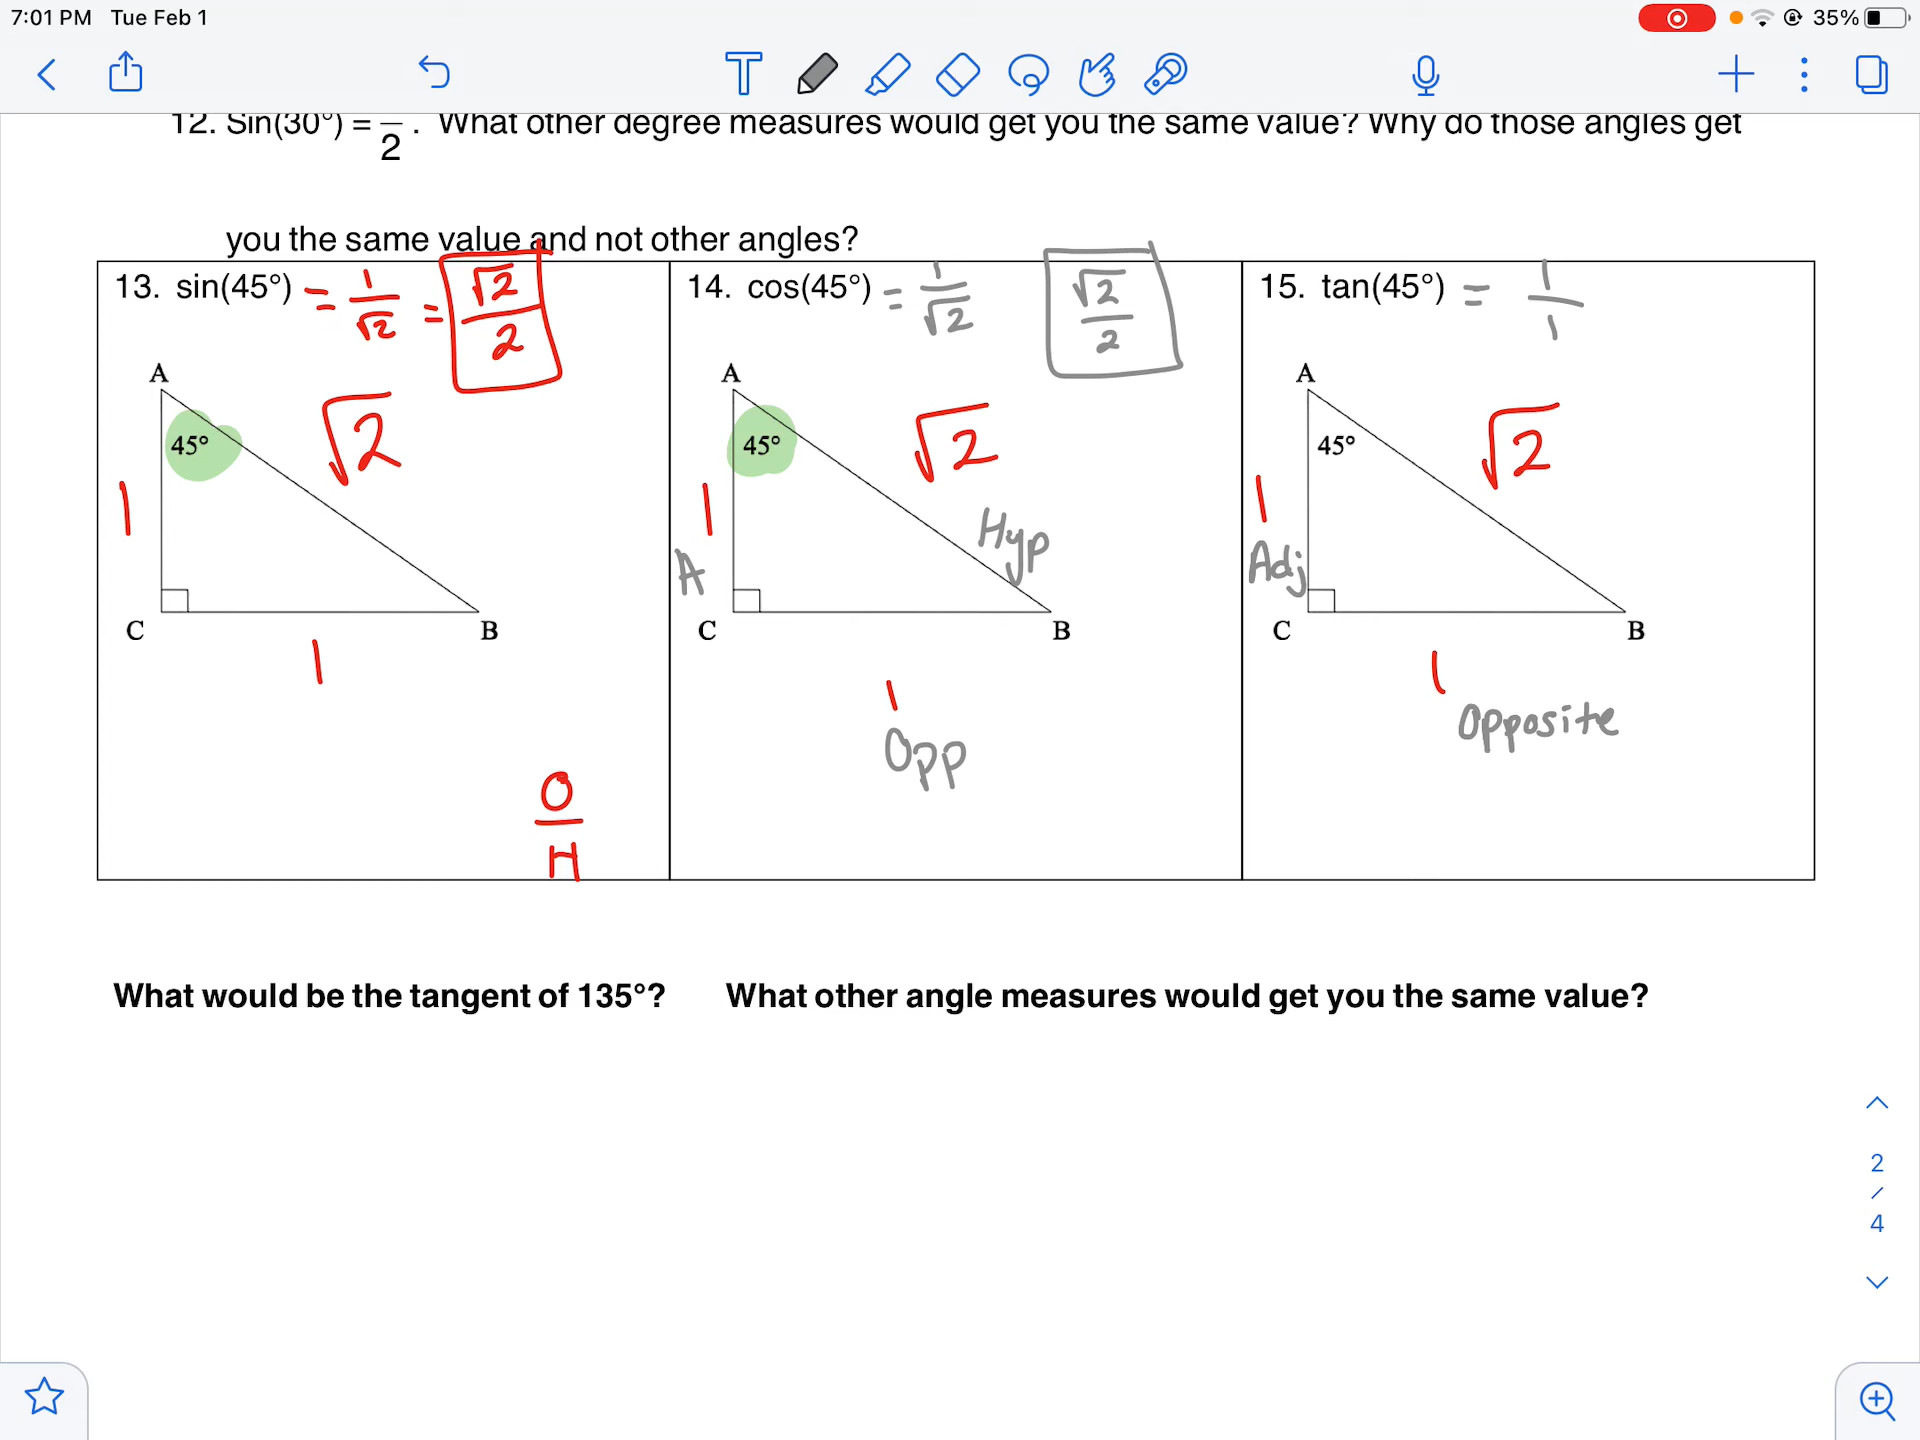 7:01 PM Tue Feb 1
35%
12. Sin(30°) = — 2 . What other degree measures would get you the same value? Why do those angles get
you the same value and not other angles?
13. sin(45°) = 1/√2 = √2/2
A
45°
√2
1
C
B
1
O/H
14. cos(45°) = 1/√2 √2/2
A
45°
√2
1
Hyp
A
C
B
1
Opp
15. tan(45°) = 1/1
A
45°
√2
1
Adj
C
B
1
Opposite
What would be the tangent of 135°? What other angle measures would get you the same value?
2
/
4